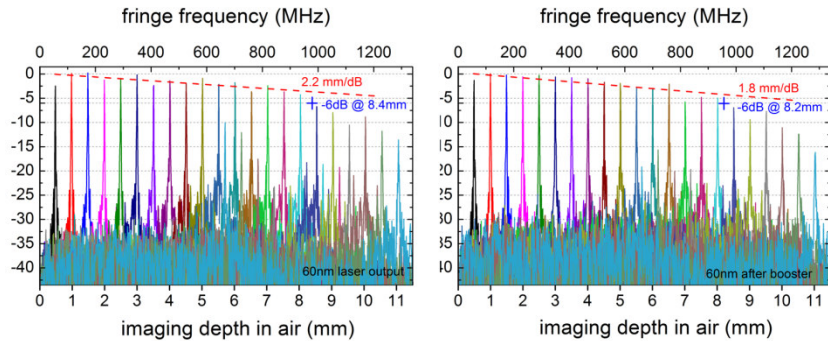 fringe frequency (MHz)
0 200 400 600 800 1000 1200
0
-5
-10
-15
-20
-25
-30
-35
-40
2.2 mm/dB
-6dB @ 8.4mm
60nm laser output
0 1 2 3 4 5 6 7 8 9 10 11
imaging depth in air (mm)
fringe frequency (MHz)
0 200 400 600 800 1000 1200
0
-5
-10
-15
-20
-25
-30
-35
-40
1.8 mm/dB
-6dB @ 8.2mm
60nm after booster
0 1 2 3 4 5 6 7 8 9 10 11
imaging depth in air (mm)